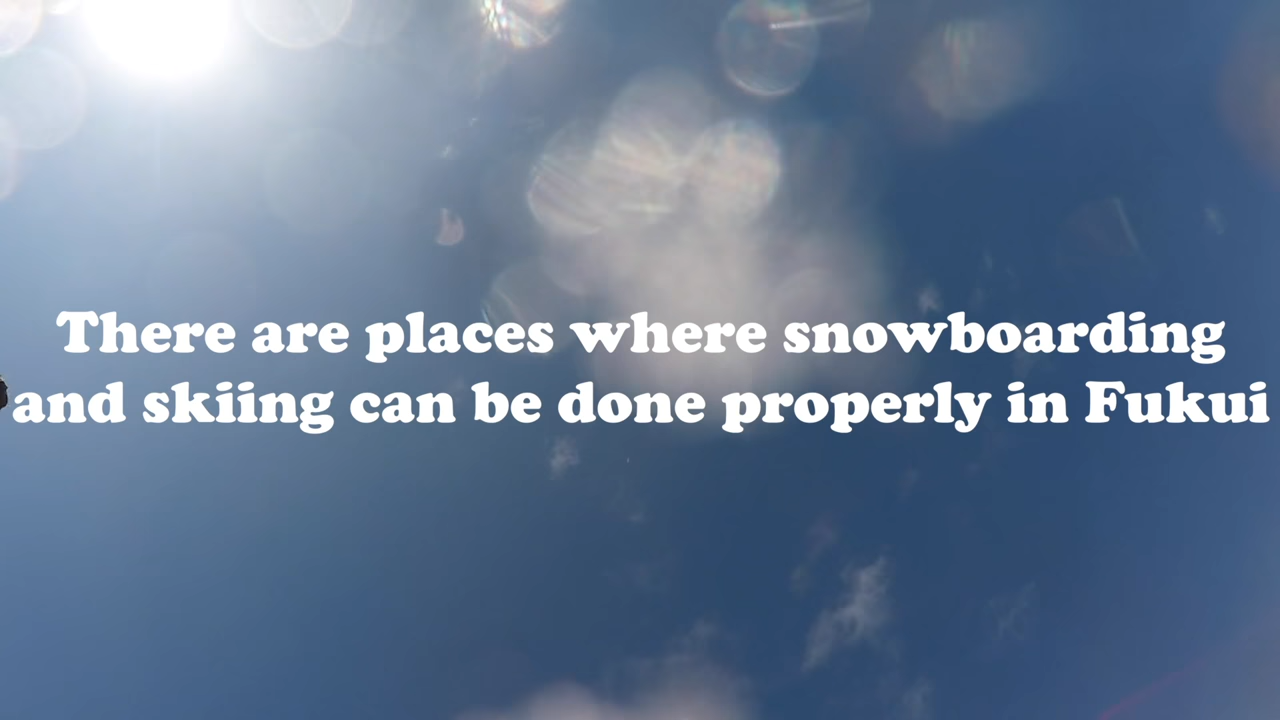 There are places where snowboarding
and skiing can be done properly in Fukui